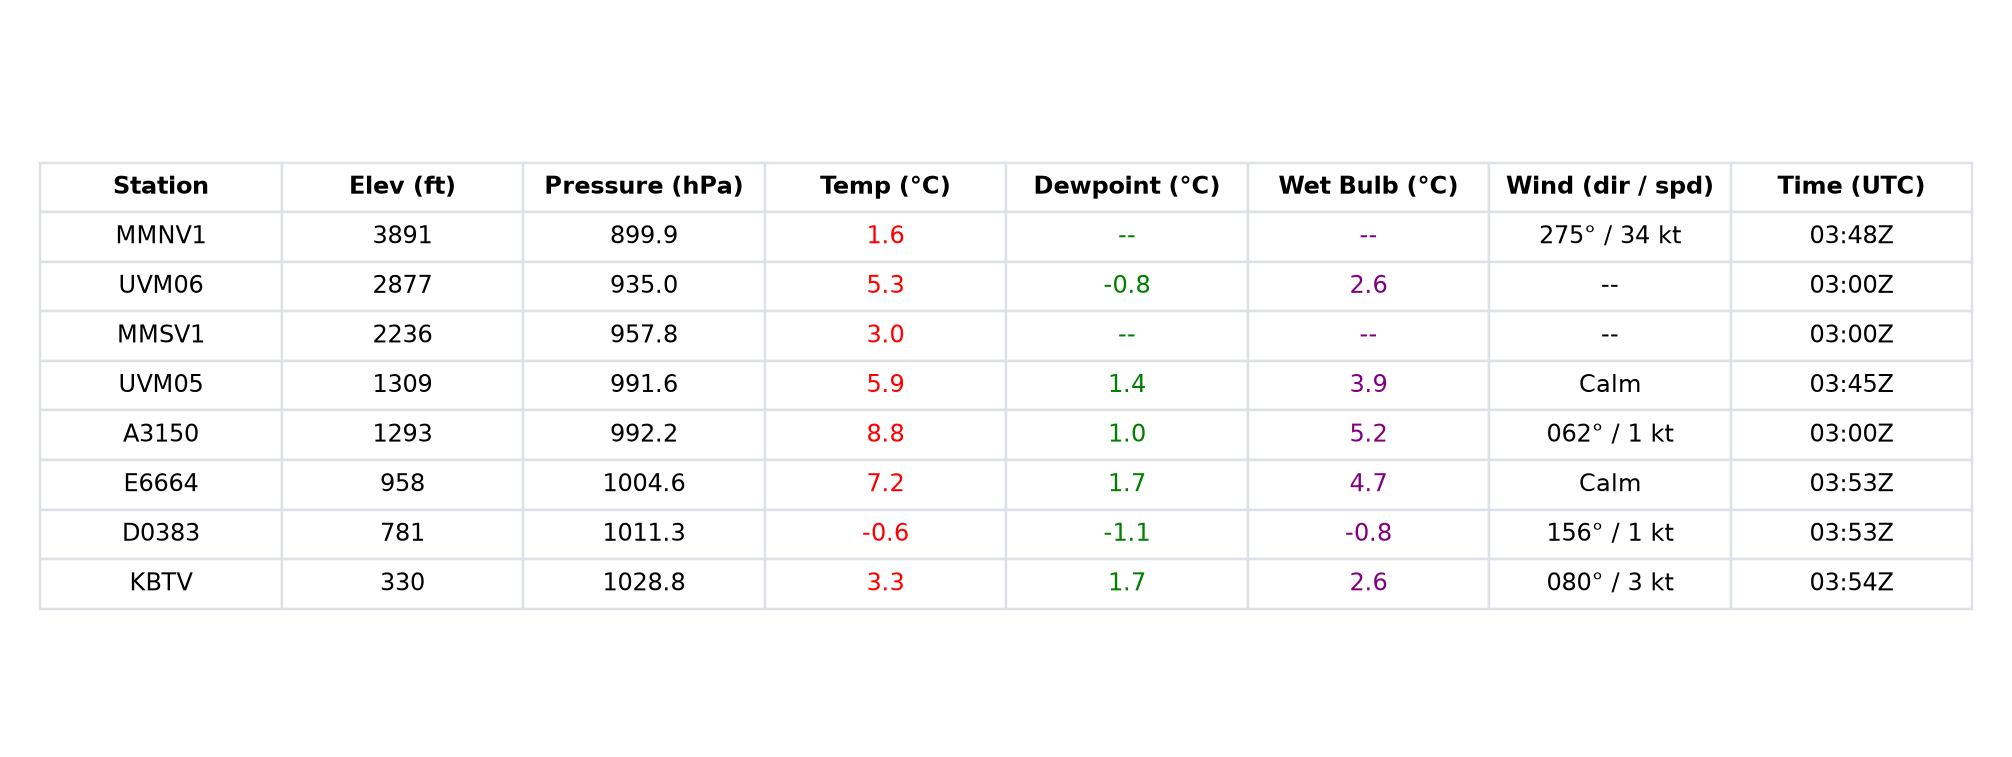 Station Elev (ft) Pressure (hPa) Temp (°C) Dewpoint (°C) Wet Bulb (°C) Wind (dir / spd) Time (UTC)
MMNV1 3891 899.9 1.6 -- -- 275° / 34 kt 03:48Z
UVM06 2877 935.0 5.3 -0.8 2.6 -- 03:00Z
MMSV1 2236 957.8 3.0 -- -- -- 03:00Z
UVM05 1309 991.6 5.9 1.4 3.9 Calm 03:45Z
A3150 1293 992.2 8.8 1.0 5.2 062° / 1 kt 03:00Z
E6664 958 1004.6 7.2 1.7 4.7 Calm 03:53Z
D0383 781 1011.3 -0.6 -1.1 -0.8 156° / 1 kt 03:53Z
KBTV 330 1028.8 3.3 1.7 2.6 080° / 3 kt 03:54Z